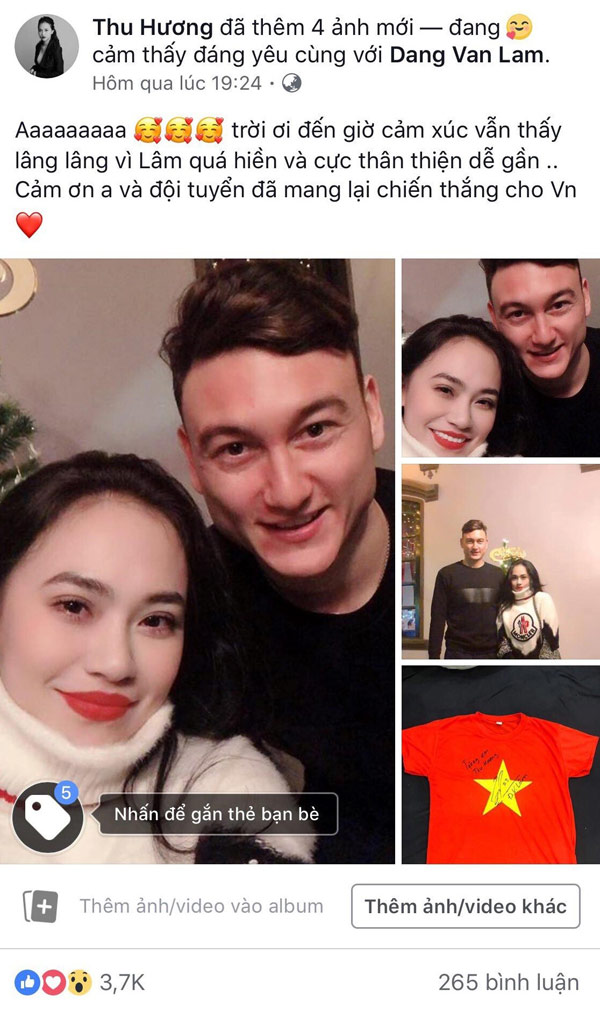 Thu Hương đã thêm 4 ảnh mới — đang 🥰
cảm thấy đáng yêu cùng với Dang Van Lam.
Hôm qua lúc 19:24 ·
Aaaaaaaaa 🥰🥰🥰 trời ơi đến giờ cảm xúc vẫn thấy
lâng lâng vì Lâm quá hiền và cực thân thiện dễ gần ..
Cảm ơn a và đội tuyển đã mang lại chiến thắng cho Vn
❤️
MONCLER
5
Nhấn để gắn thẻ bạn bè
Thêm ảnh/video vào album
Thêm ảnh/video khác
3,7K
265 bình luận